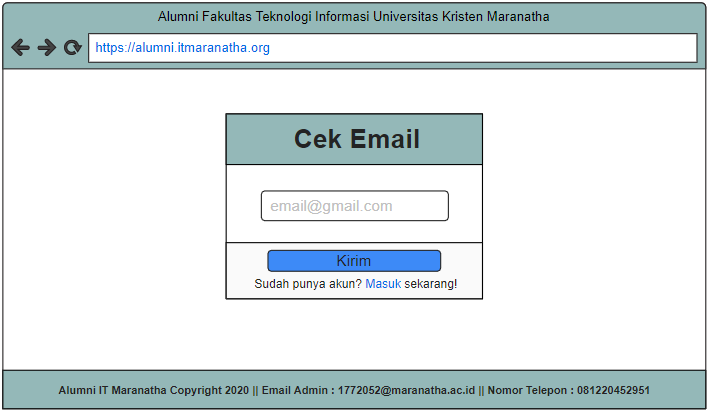 Alumni Fakultas Teknologi Informasi Universitas Kristen Maranatha
https://alumni.itmaranatha.org
Cek Email
email@gmail.com
Kirim
Sudah punya akun? Masuk sekarang!
Alumni IT Maranatha Copyright 2020 || Email Admin : 1772052@maranatha.ac.id || Nomor Telepon : 081220452951